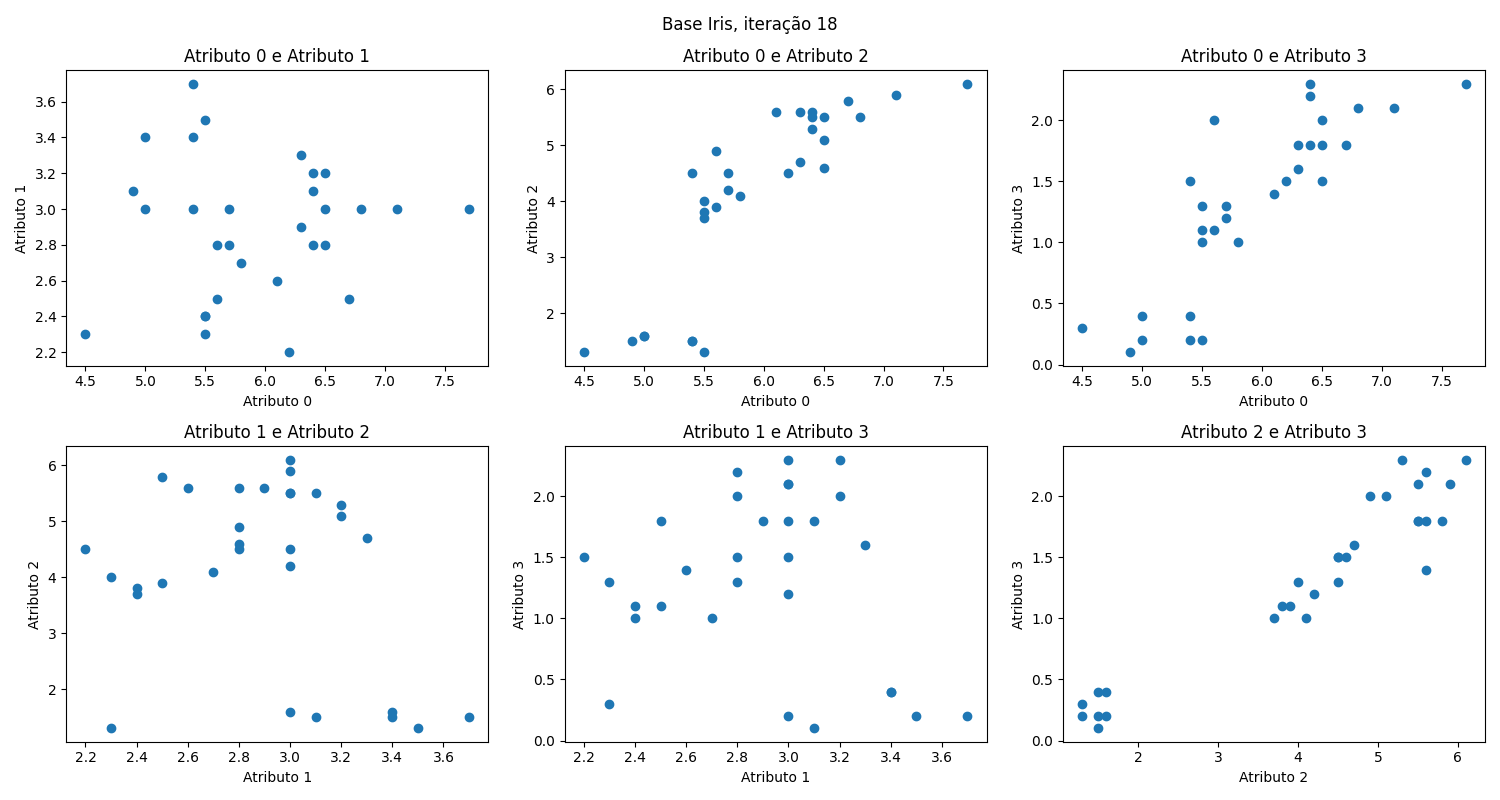 Base Iris, iteração 18
Atributo 0 e Atributo 1
3.6
3.4
3.2
3.0
2.8
2.6
2.4
2.2
Atributo 1
4.5 5.0 5.5 6.0 6.5 7.0 7.5
Atributo 0
Atributo 0 e Atributo 2
6
5
4
3
2
Atributo 2
4.5 5.0 5.5 6.0 6.5 7.0 7.5
Atributo 0
Atributo 0 e Atributo 3
2.0
1.5
1.0
0.5
0.0
Atributo 3
4.5 5.0 5.5 6.0 6.5 7.0 7.5
Atributo 0
Atributo 1 e Atributo 2
6
5
4
3
2
Atributo 2
2.2 2.4 2.6 2.8 3.0 3.2 3.4 3.6
Atributo 1
Atributo 1 e Atributo 3
2.0
1.5
1.0
0.5
0.0
Atributo 3
2.2 2.4 2.6 2.8 3.0 3.2 3.4 3.6
Atributo 1
Atributo 2 e Atributo 3
2.0
1.5
1.0
0.5
0.0
Atributo 3
2 3 4 5 6
Atributo 2